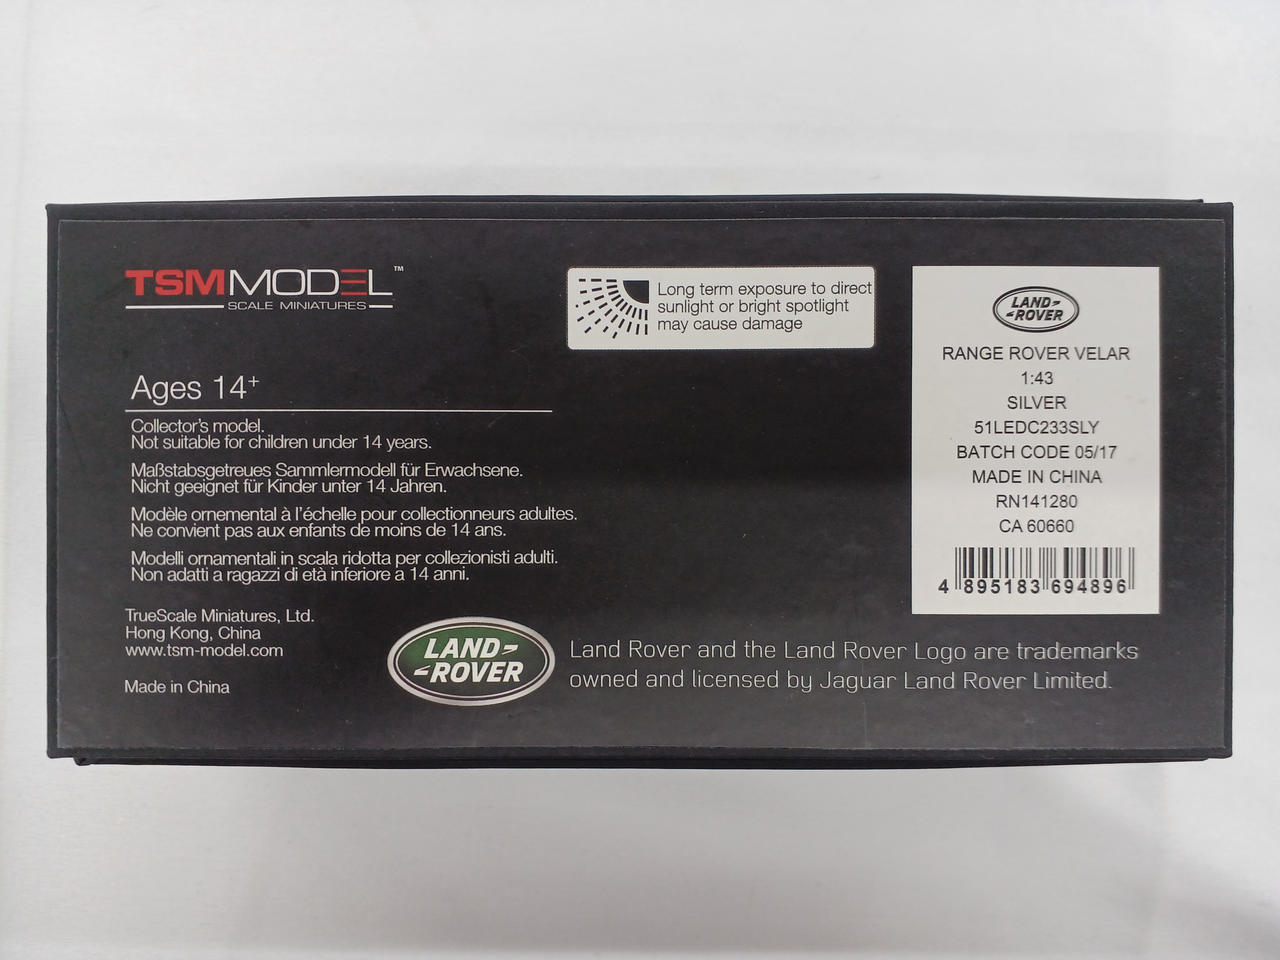 TSMMODEL™
SCALE MINIATURES
Long term exposure to direct
sunlight or bright spotlight
may cause damage
Ages 14+
Collector's model.
Not suitable for children under 14 years.
Maßstabsgetreues Sammlermodell für Erwachsene.
Nicht geeignet für Kinder unter 14 Jahren.
Modèle ornemental à l'échelle pour collectionneurs adultes.
Ne convient pas aux enfants de moins de 14 ans.
Modelli ornamentali in scala ridotta per collezionisti adulti.
Non adatti a ragazzi di età inferiore a 14 anni.
TrueScale Miniatures, Ltd.
Hong Kong, China
www.tsm-model.com
Made in China
LAND-
-ROVER
Land Rover and the Land Rover Logo are trademarks
owned and licensed by Jaguar Land Rover Limited.
LAND-
-ROVER
RANGE ROVER VELAR
1:43
SILVER
51LEDC233SLY
BATCH CODE 05/17
MADE IN CHINA
RN141280
CA 60660
4 895183 694896